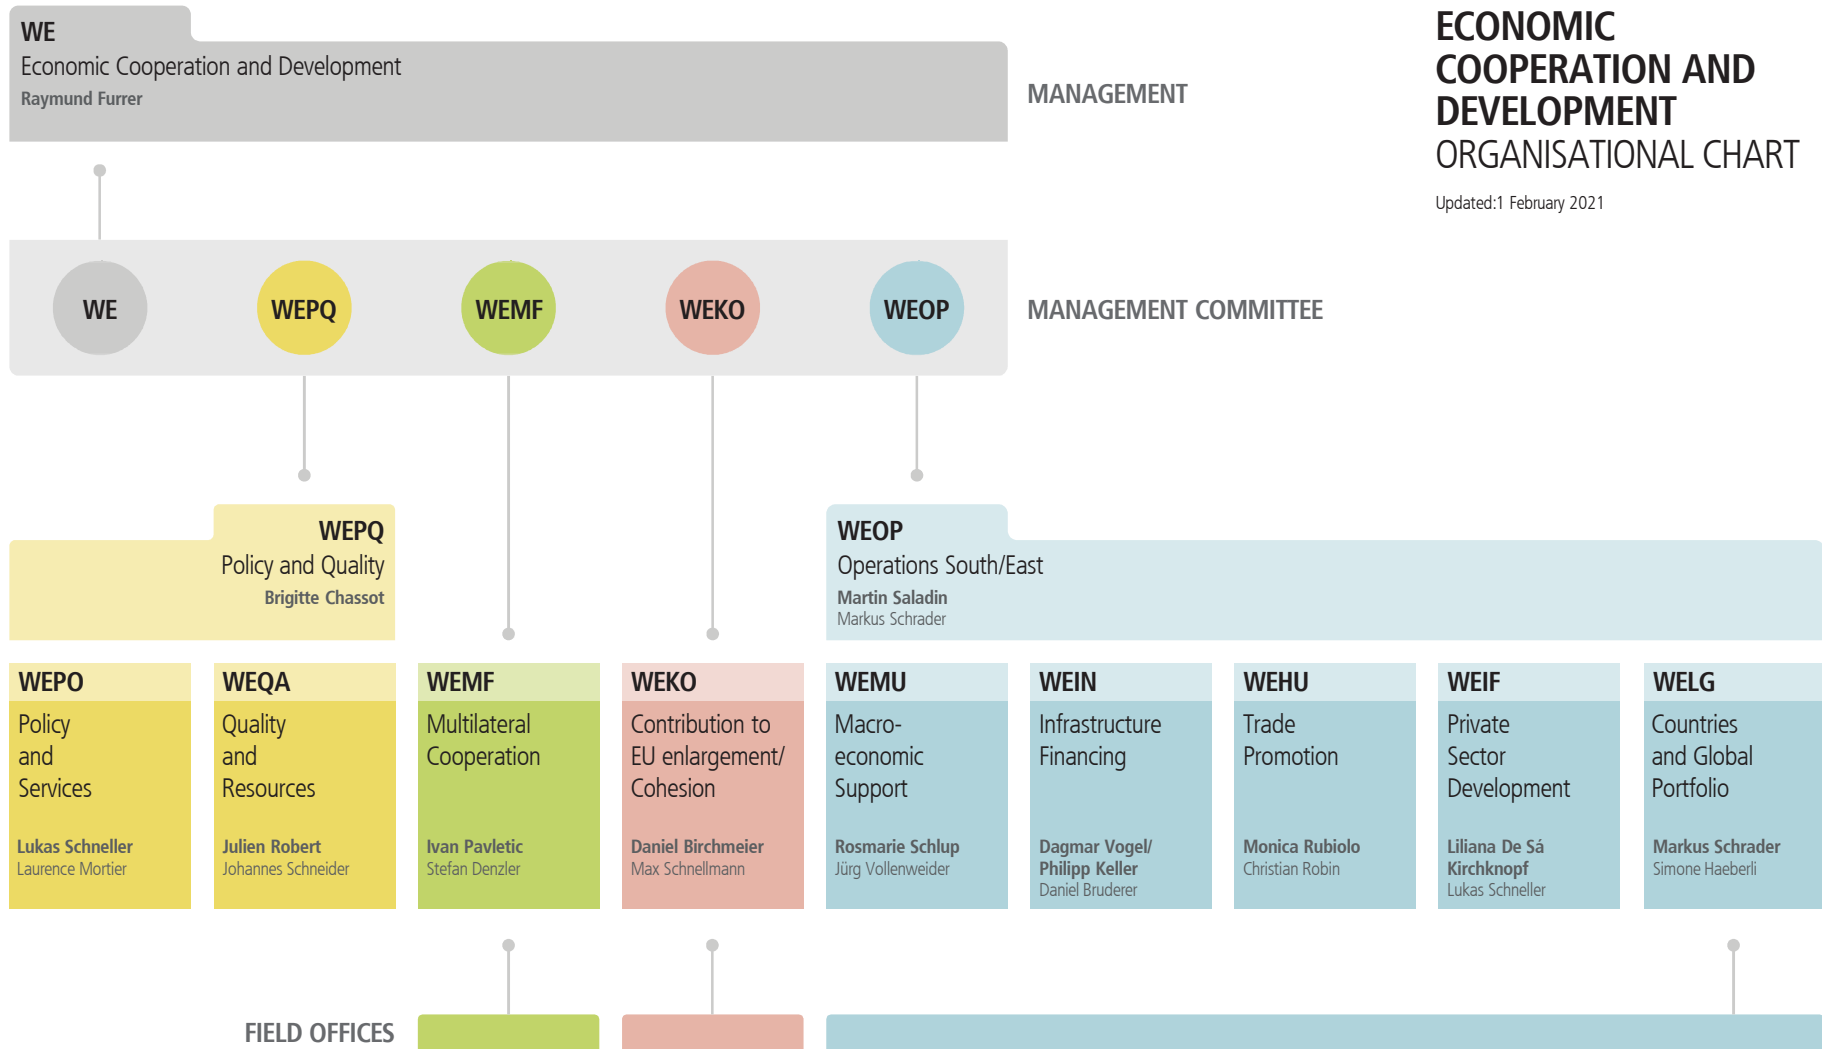 WE
Economic Cooperation and Development
Raymund Furrer
MANAGEMENT
ECONOMIC
COOPERATION AND
DEVELOPMENT
ORGANISATIONAL CHART
Updated:1 February 2021
WE
WEPQ
WEMF
WEKO
WEOP
MANAGEMENT COMMITTEE
WEPQ
Policy and Quality
Brigitte Chassot
WEOP
Operations South/East
Martin Saladin
Markus Schrader
WEPO
Policy
and
Services
Lukas Schneller
Laurence Mortier
WEQA
Quality
and
Resources
Julien Robert
Johannes Schneider
WEMF
Multilateral
Cooperation
Ivan Pavletic
Stefan Denzler
WEKO
Contribution to
EU enlargement/
Cohesion
Daniel Birchmeier
Max Schnellmann
WEMU
Macro-
economic
Support
Rosmarie Schlup
Jürg Vollenweider
WEIN
Infrastructure
Financing
Dagmar Vogel/
Philipp Keller
Daniel Bruderer
WEHU
Trade
Promotion
Monica Rubiolo
Christian Robin
WEIF
Private
Sector
Development
Liliana De Sá
Kirchknopf
Lukas Schneller
WELG
Countries
and Global
Portfolio
Markus Schrader
Simone Haeberli
FIELD OFFICES